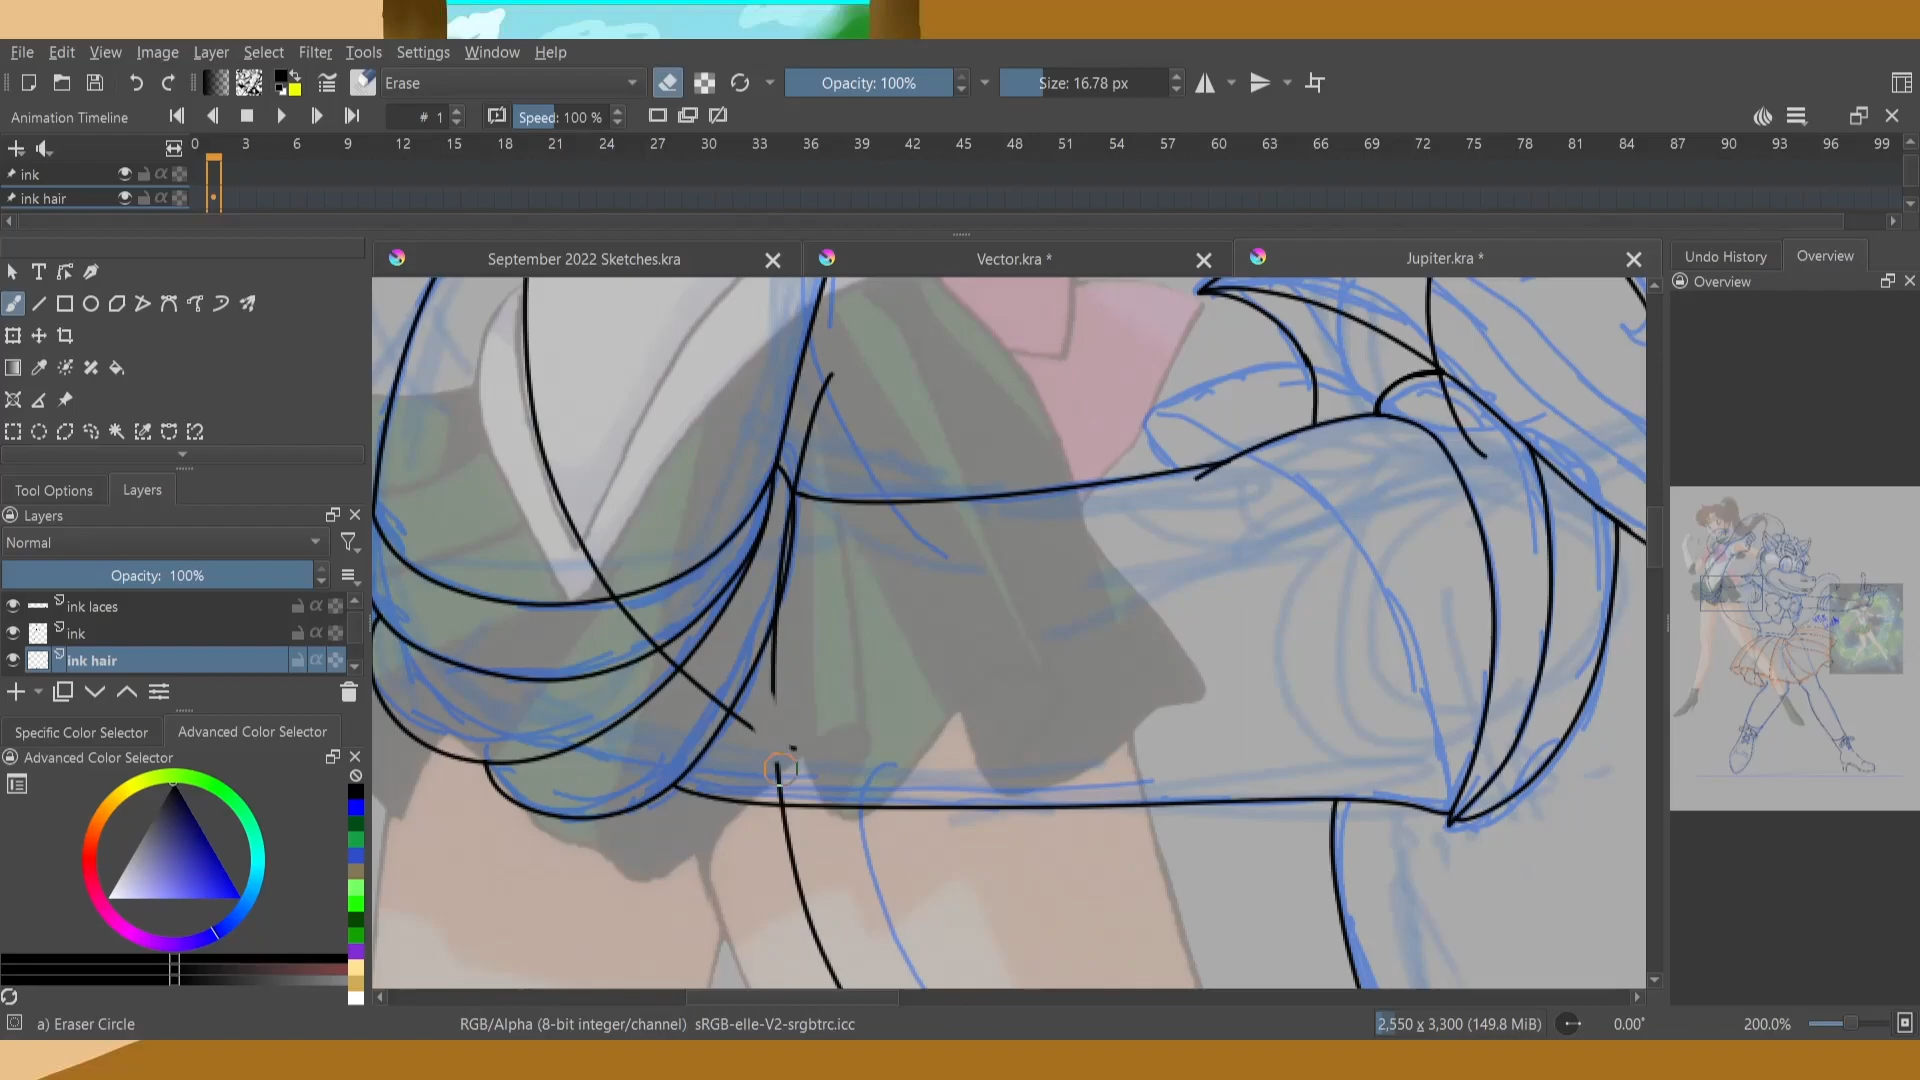 File Edit View Image Layer Select Filter Tools Settings Window Help
Erase
Opacity: 100%
Size: 16.78 px
Animation Timeline
# 1
Speed: 100 %
0 3 6 9 12 15 18 21 24 27 30 33 36 39 42 45 48 51 54 57 60 63 66 69 72 75 78 81 84 87 90 93 96 99
ink
ink hair
September 2022 Sketches.kra
Vector.kra *
Jupiter.kra *
Undo History
Overview
Overview
Tool Options
Layers
Layers
Normal
Opacity: 100%
ink laces
ink
ink hair
Specific Color Selector
Advanced Color Selector
Advanced Color Selector
a) Eraser Circle
RGB/Alpha (8-bit integer/channel) sRGB-elle-V2-srgbtrc.icc
2,550 x 3,300 (149.8 MiB)
0.00°
200.0%